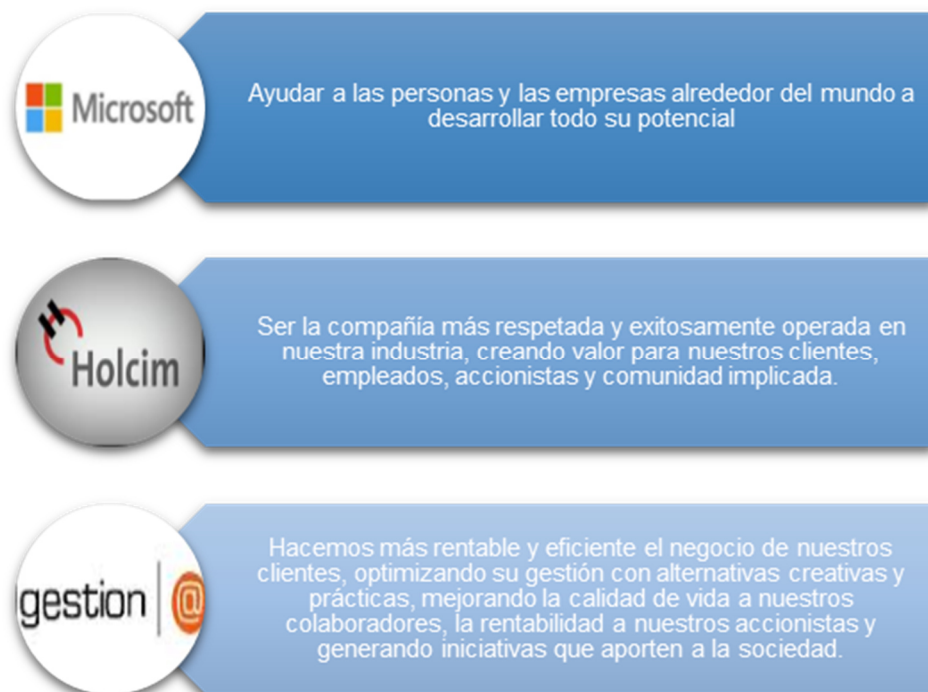 Microsoft
Ayudar a las personas y las empresas alrededor del mundo a
desarrollar todo su potencial
Holcim
Ser la compañía más respetada y exitosamente operada en
nuestra industria, creando valor para nuestros clientes,
empleados, accionistas y comunidad implicada.
gestion @
Hacemos más rentable y eficiente el negocio de nuestros
clientes, optimizando su gestión con alternativas creativas y
prácticas, mejorando la calidad de vida a nuestros
colaboradores, la rentabilidad a nuestros accionistas y
generando iniciativas que aporten a la sociedad.